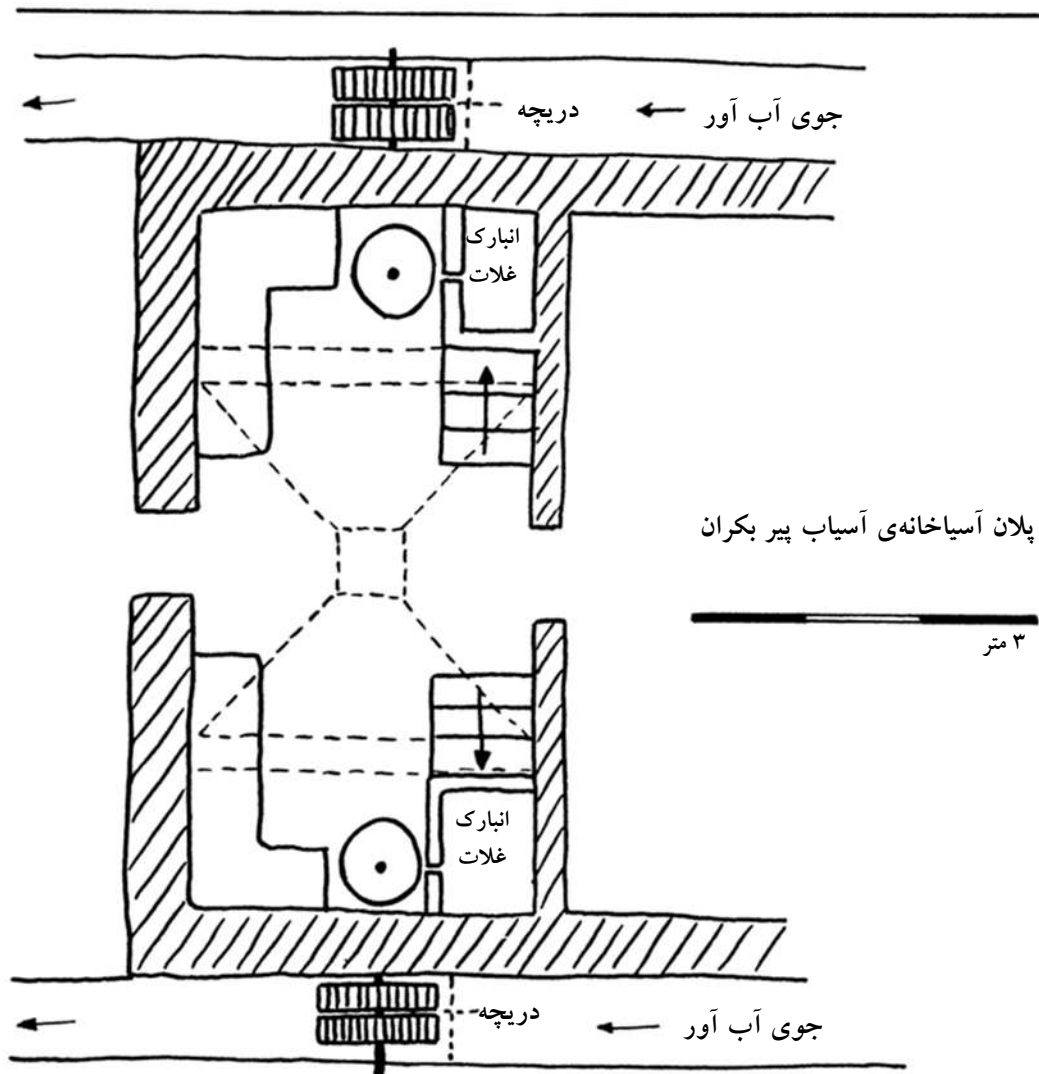 جوی آب آور
دریچه
انبارک
غلات
پلان آسیاخانه‌ی آسیاب پیر بکران
۳ متر
انبارک
غلات
دریچه
جوی آب آور